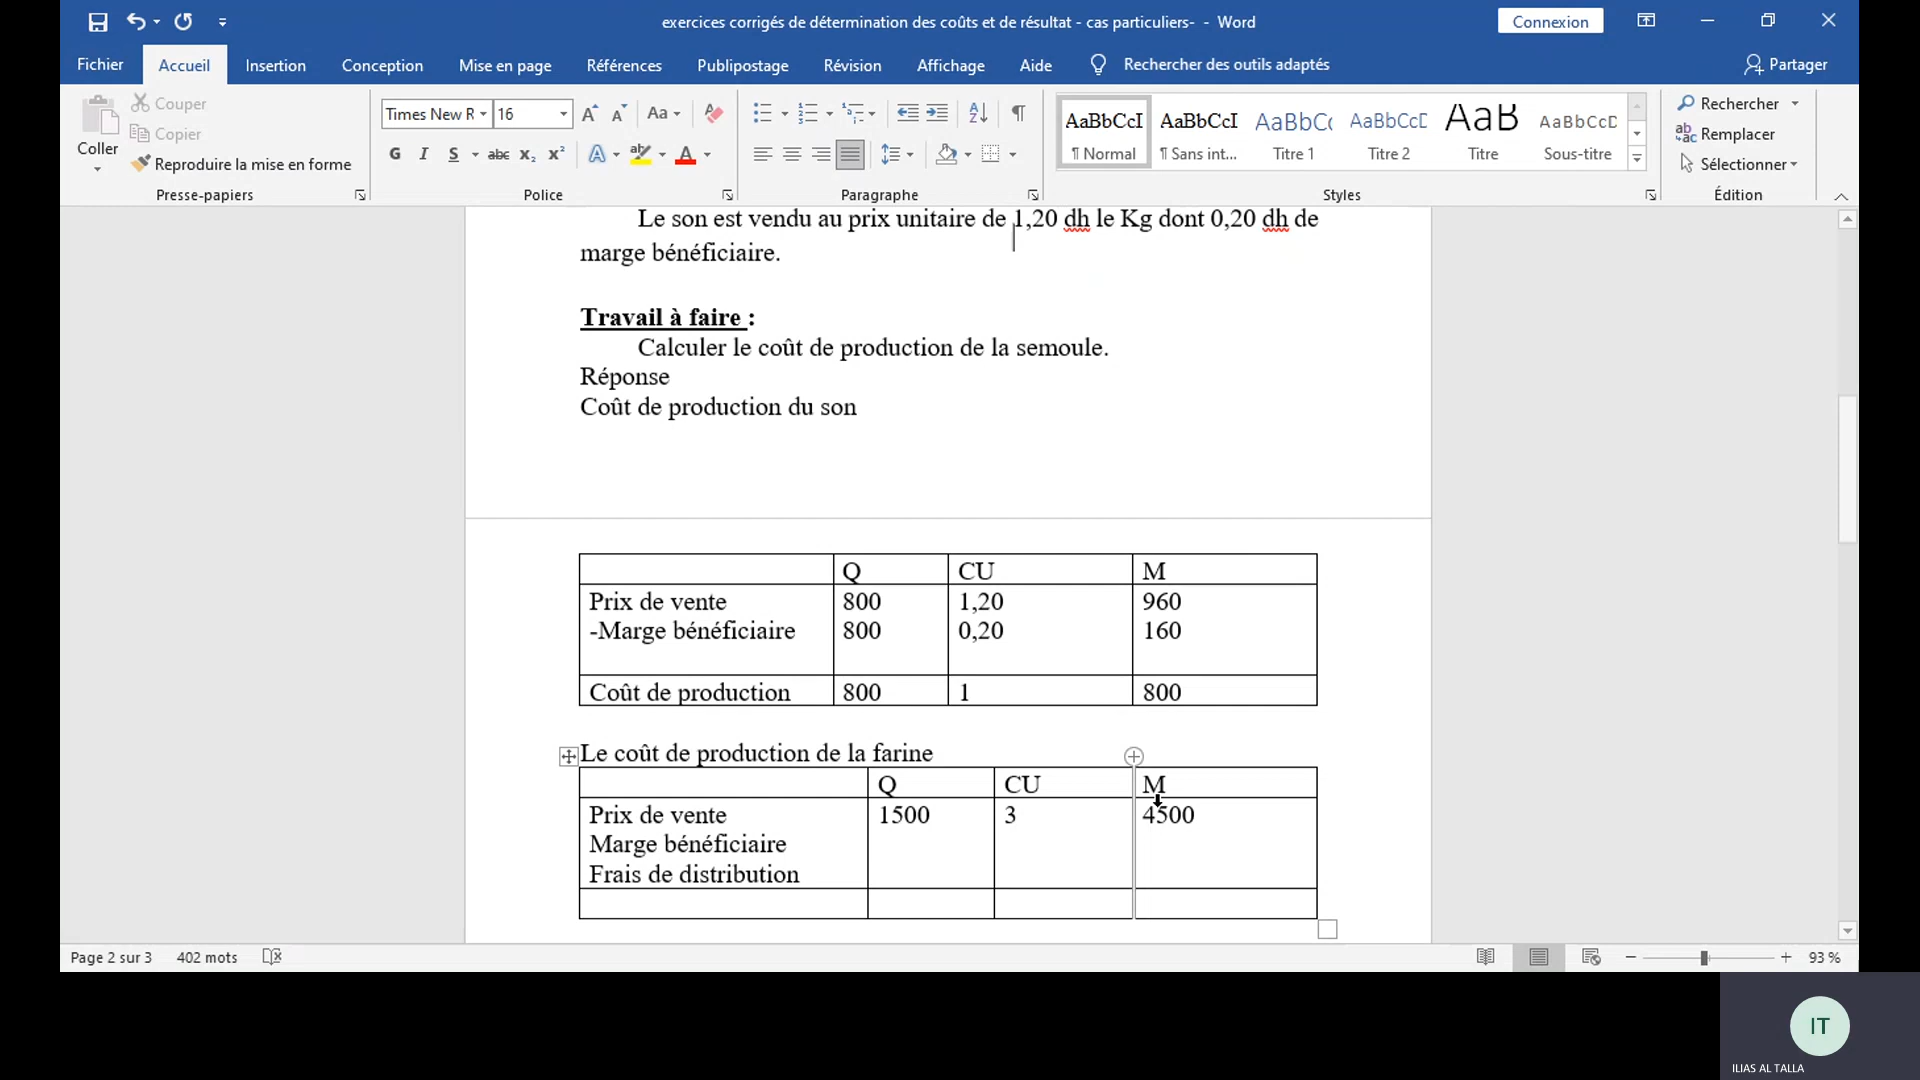 exercices corrigés de détermination des coûts et de résultat - cas particuliers- - Word
Connexion
Fichier Accueil Insertion Conception Mise en page Références Publipostage Révision Affichage Aide Rechercher des outils adaptés Partager
Coller
Couper
Copier
Reproduire la mise en forme
Presse-papiers
Times New R 16 Aa
G I S abc x₂ x² A ab A
Police
Paragraphe
AaBbCcI AaBbCcI AaBbCc AaBbCcD AaB AaBbCcD
¶ Normal ¶ Sans int... Titre 1 Titre 2 Titre Sous-titre
Styles
Rechercher
Remplacer
Sélectionner
Édition
Le son est vendu au prix unitaire de 1,20 dh le Kg dont 0,20 dh de
marge bénéficiaire.
Travail à faire :
Calculer le coût de production de la semoule.
Réponse
Coût de production du son
Q CU M
Prix de vente 800 1,20 960
-Marge bénéficiaire 800 0,20 160
Coût de production 800 1 800
Le coût de production de la farine
Q CU M
Prix de vente 1500 3 4500
Marge bénéficiaire
Frais de distribution
Page 2 sur 3 402 mots 93 %
IT
ILIAS AL TALLA